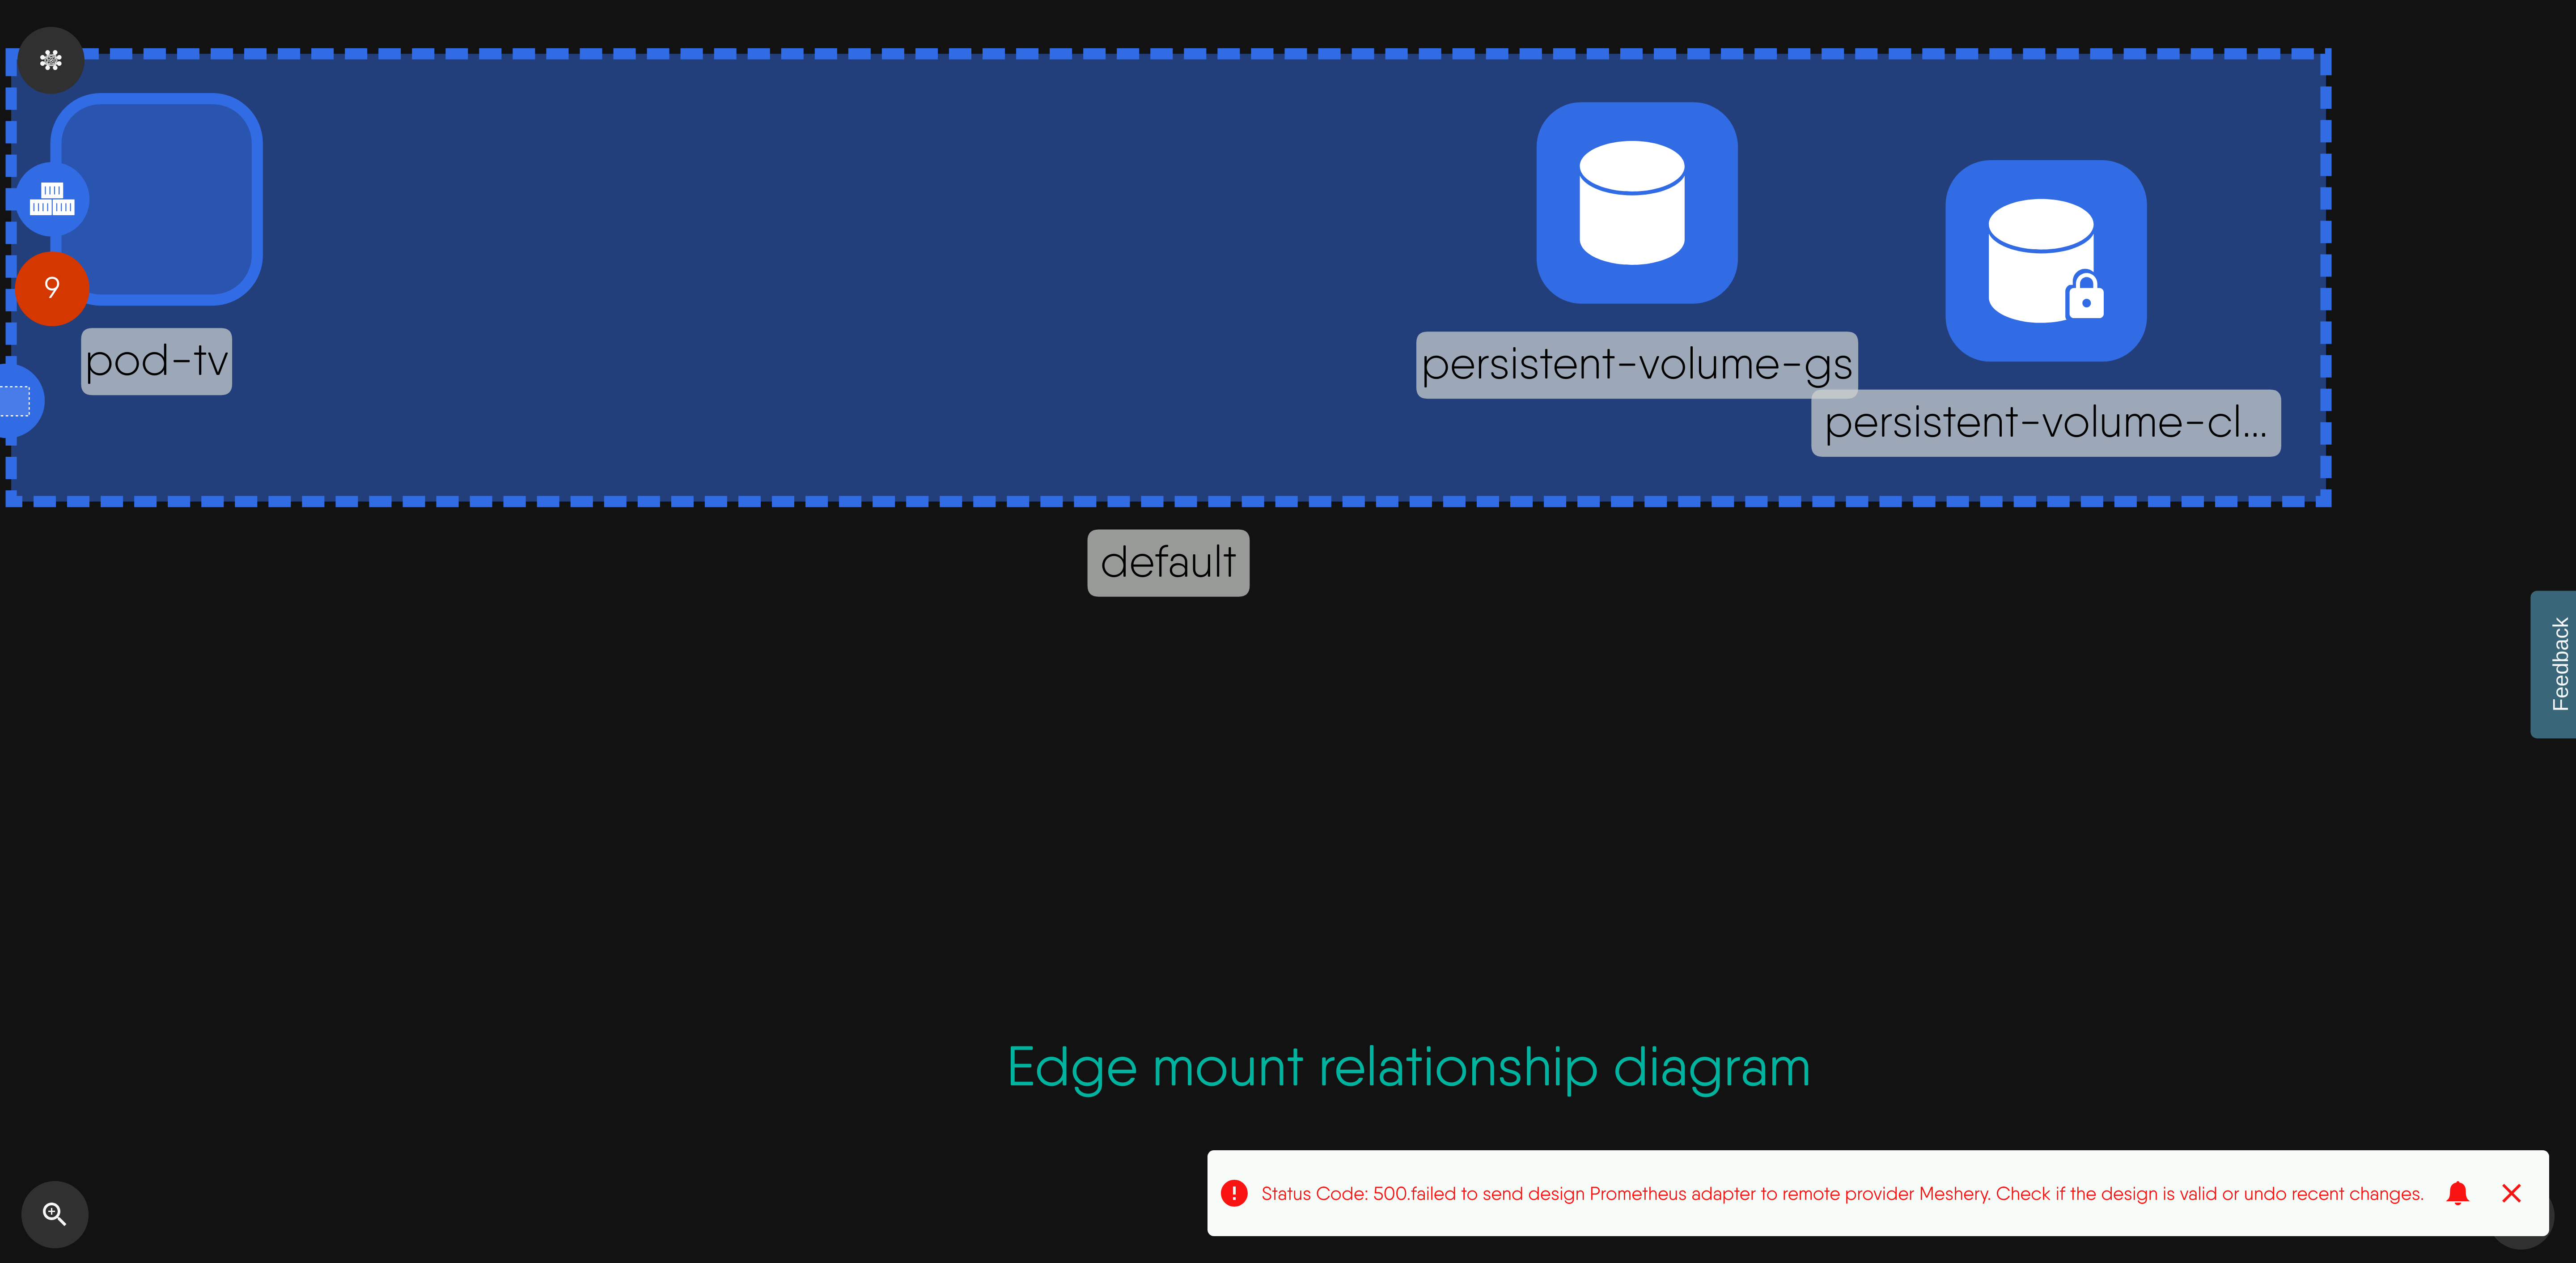 9
pod-tv
persistent-volume-gs
persistent-volume-cl...
default
Feedback
Edge mount relationship diagram
Status Code: 500.failed to send design Prometheus adapter to remote provider Meshery. Check if the design is valid or undo recent changes.